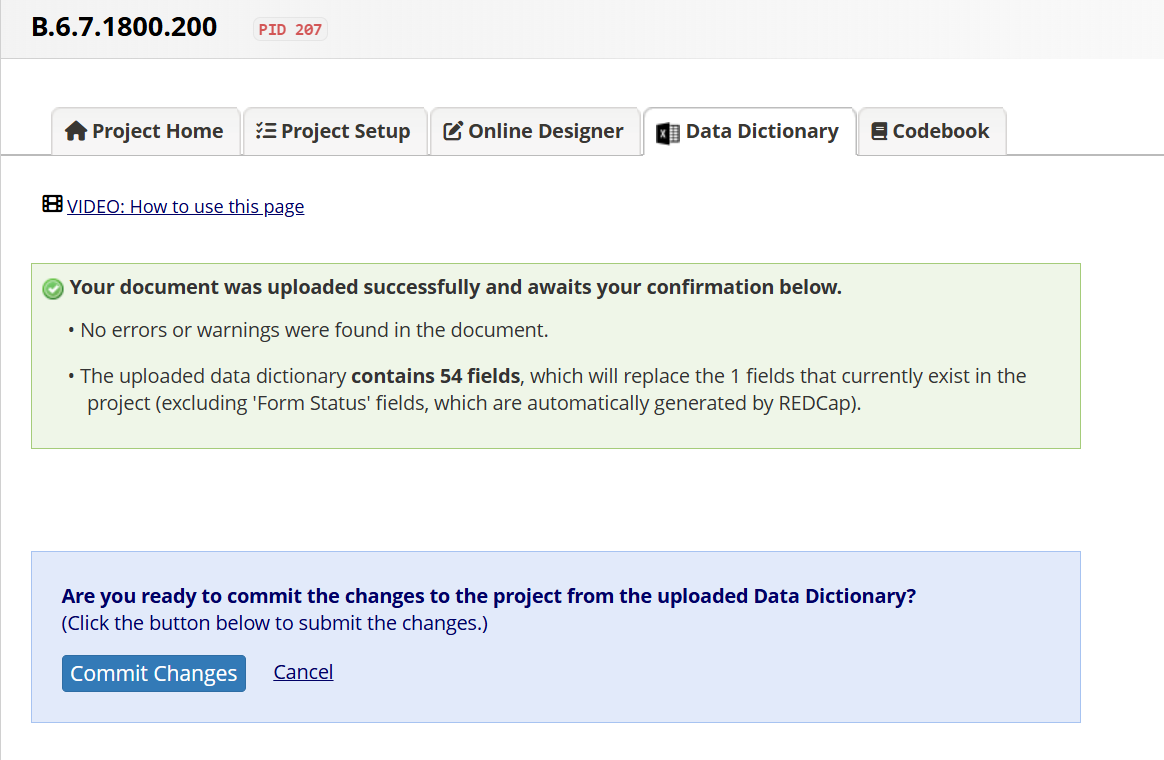 B.6.7.1800.200 PID 207
Project Home Project Setup Online Designer Data Dictionary Codebook
VIDEO: How to use this page
Your document was uploaded successfully and awaits your confirmation below.
• No errors or warnings were found in the document.
• The uploaded data dictionary contains 54 fields, which will replace the 1 fields that currently exist in the
project (excluding 'Form Status' fields, which are automatically generated by REDCap).
Are you ready to commit the changes to the project from the uploaded Data Dictionary?
(Click the button below to submit the changes.)
Commit Changes Cancel